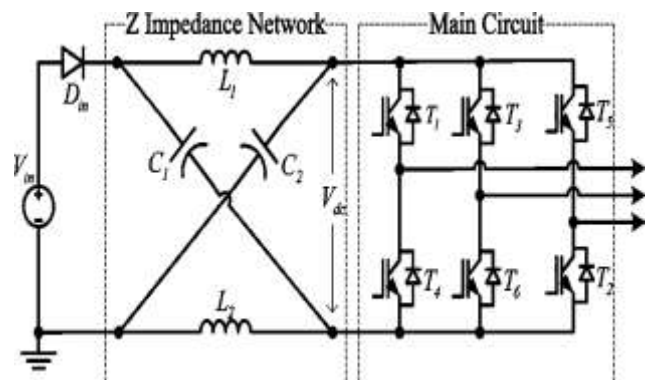 Z Impedance Network
Main Circuit
D_in
L_1
T_1
T_3
T_5
V_in
C_1
C_2
V_dc
T_4
T_6
T_2
L_2
+
-